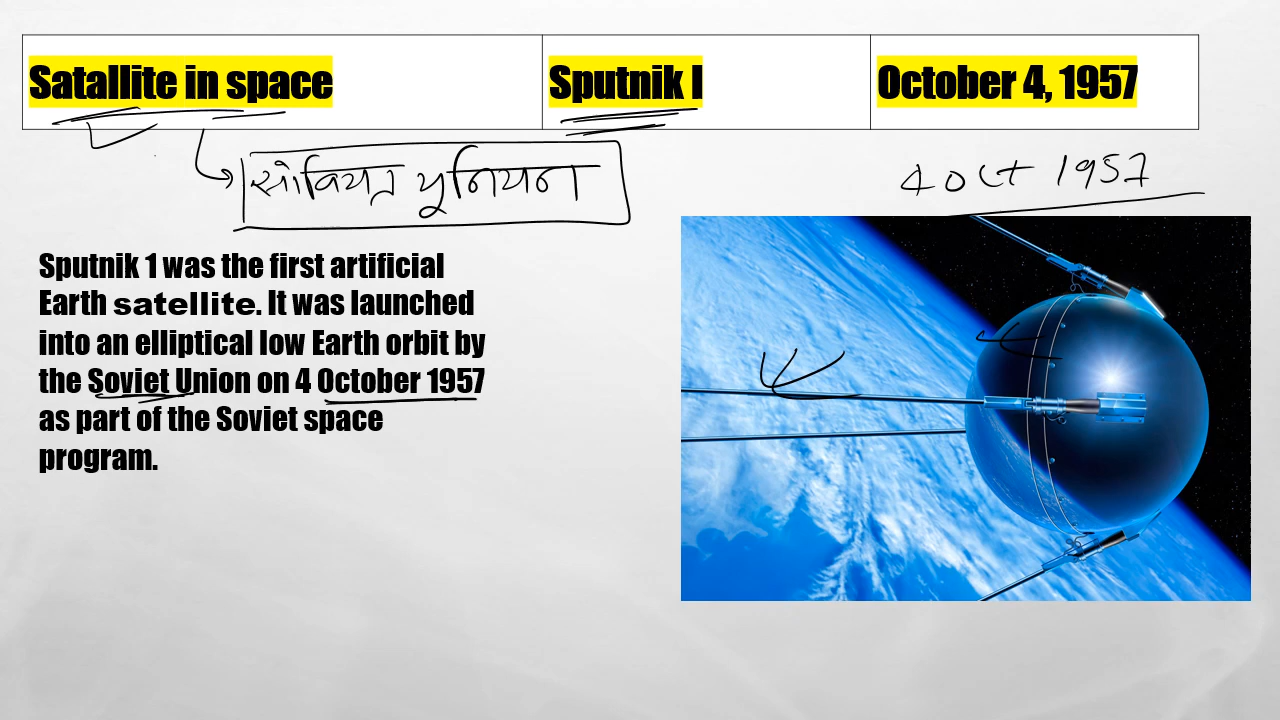 Satallite in space
Sputnik I
October 4, 1957
सोवियत यूनियन
4 Oct 1957
Sputnik 1 was the first artificial
Earth satellite. It was launched
into an elliptical low Earth orbit by
the Soviet Union on 4 October 1957
as part of the Soviet space
program.